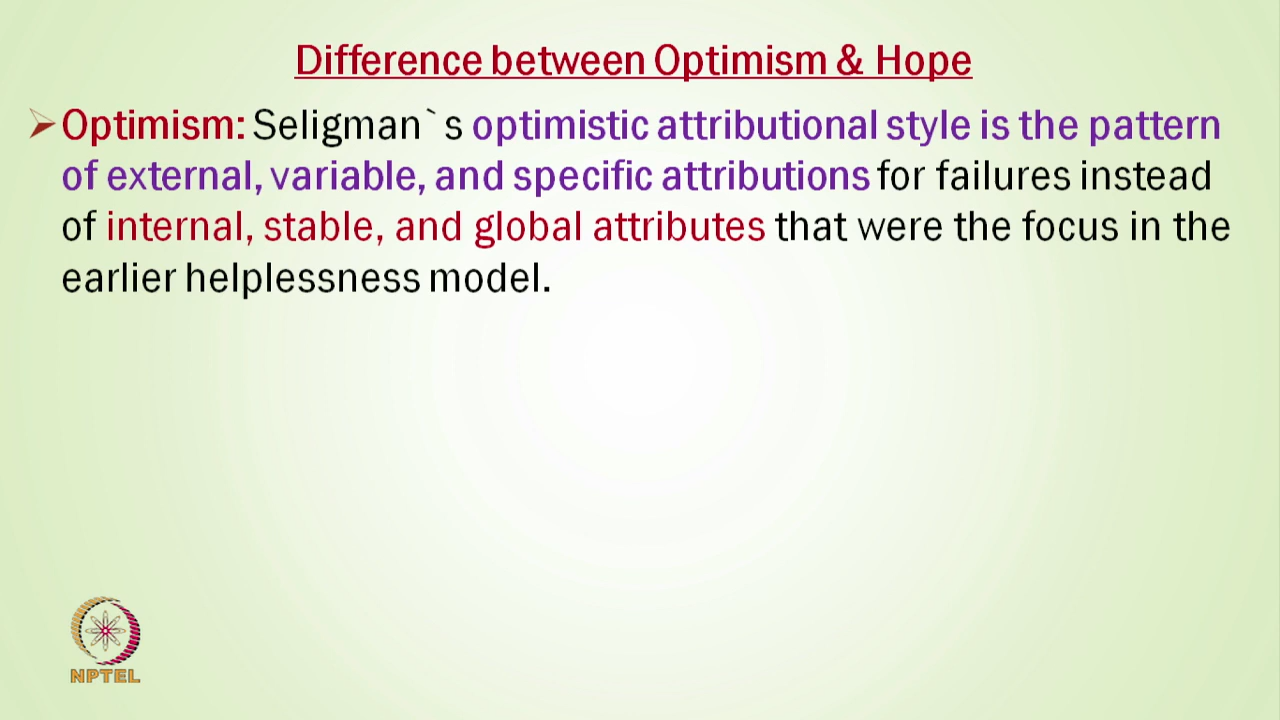 Difference between Optimism & Hope
Optimism: Seligman`s optimistic attributional style is the pattern
of external, variable, and specific attributions for failures instead
of internal, stable, and global attributes that were the focus in the
earlier helplessness model.
NPTEL